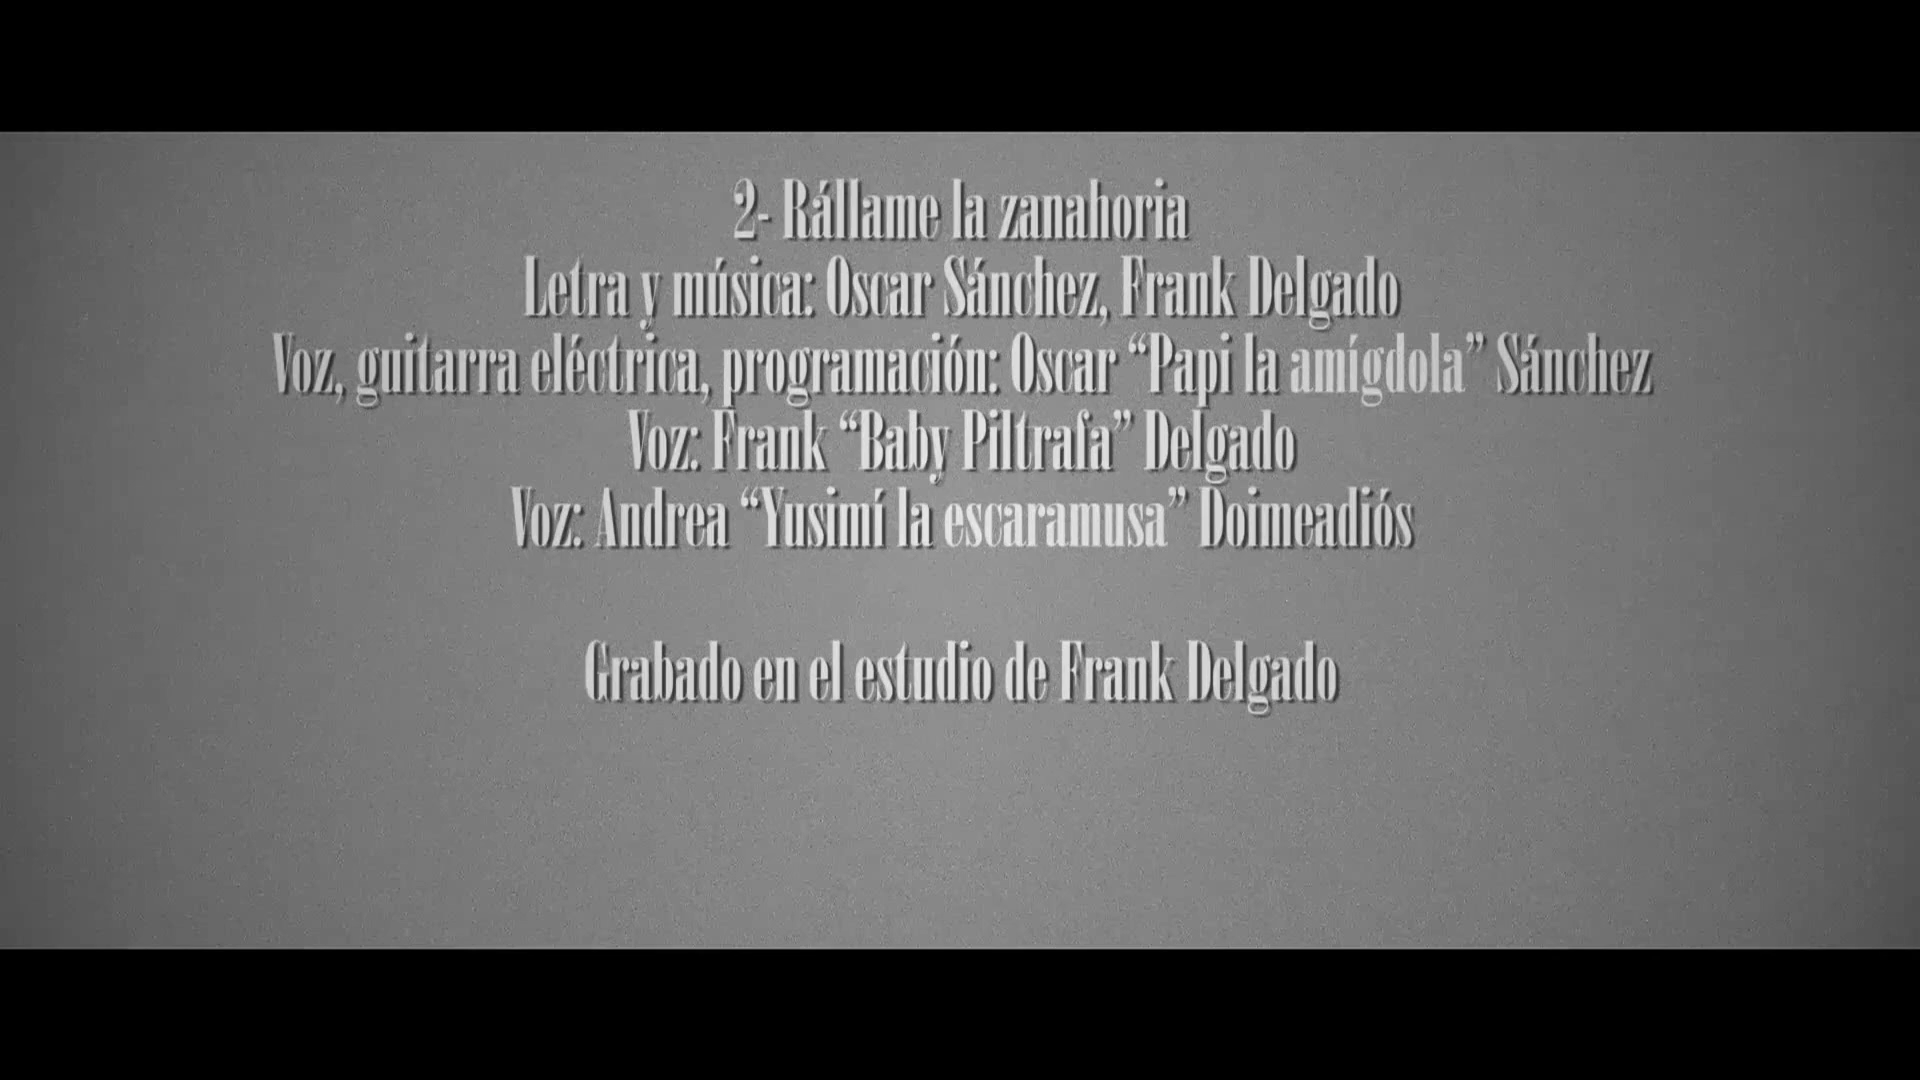 2- Rállame la zanahoria
Letra y música: Oscar Sánchez, Frank Delgado
Voz, guitarra eléctrica, programación: Oscar “Papi la amígdola” Sánchez
Voz: Frank “Baby Piltrafa” Delgado
Voz: Andrea “Yusimí la escaramusa” Doimeadiós
Grabado en el estudio de Frank Delgado